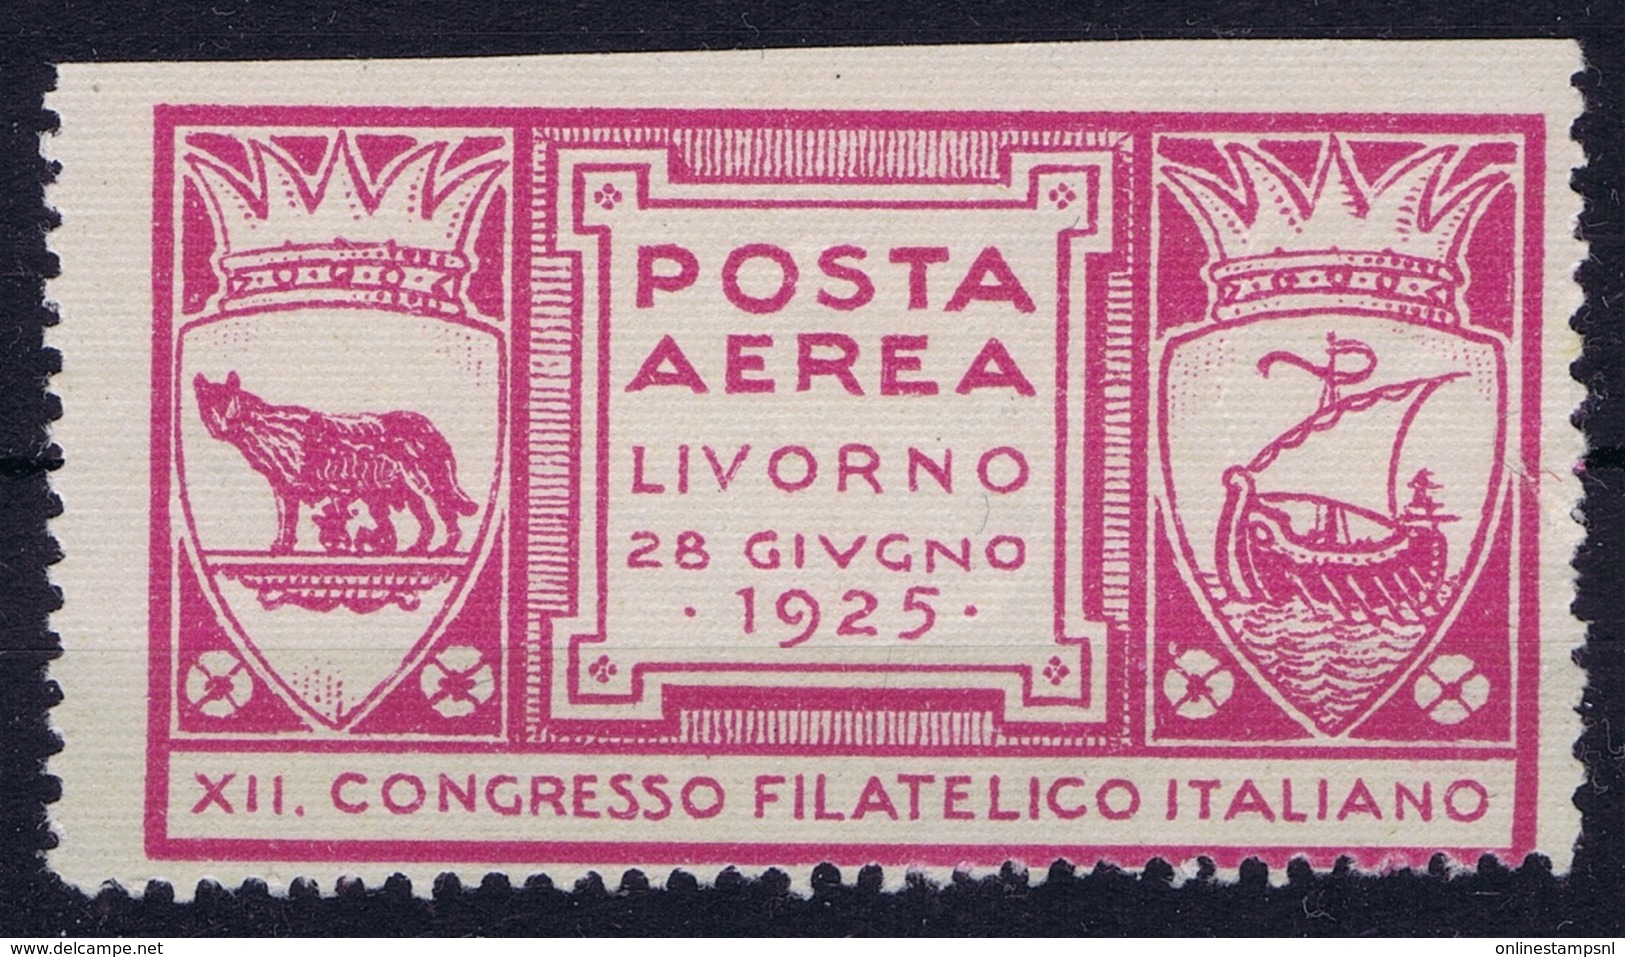 POSTA
AEREA
LIVORNO
28 GIVGNO
· 1925 ·
XII. CONGRESSO FILATELICO ITALIANO
www.delcampe.net
onlinestampsnl